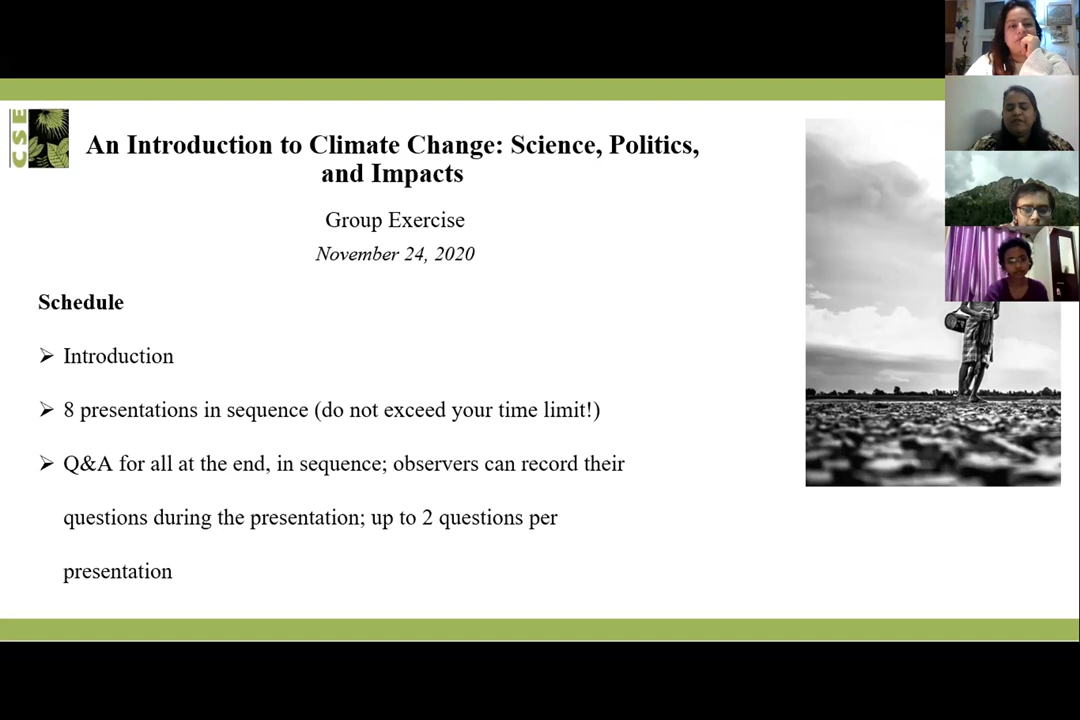 CSE
An Introduction to Climate Change: Science, Politics,
and Impacts
Group Exercise
November 24, 2020
Schedule
➢ Introduction
➢ 8 presentations in sequence (do not exceed your time limit!)
➢ Q&A for all at the end, in sequence; observers can record their
questions during the presentation; up to 2 questions per
presentation